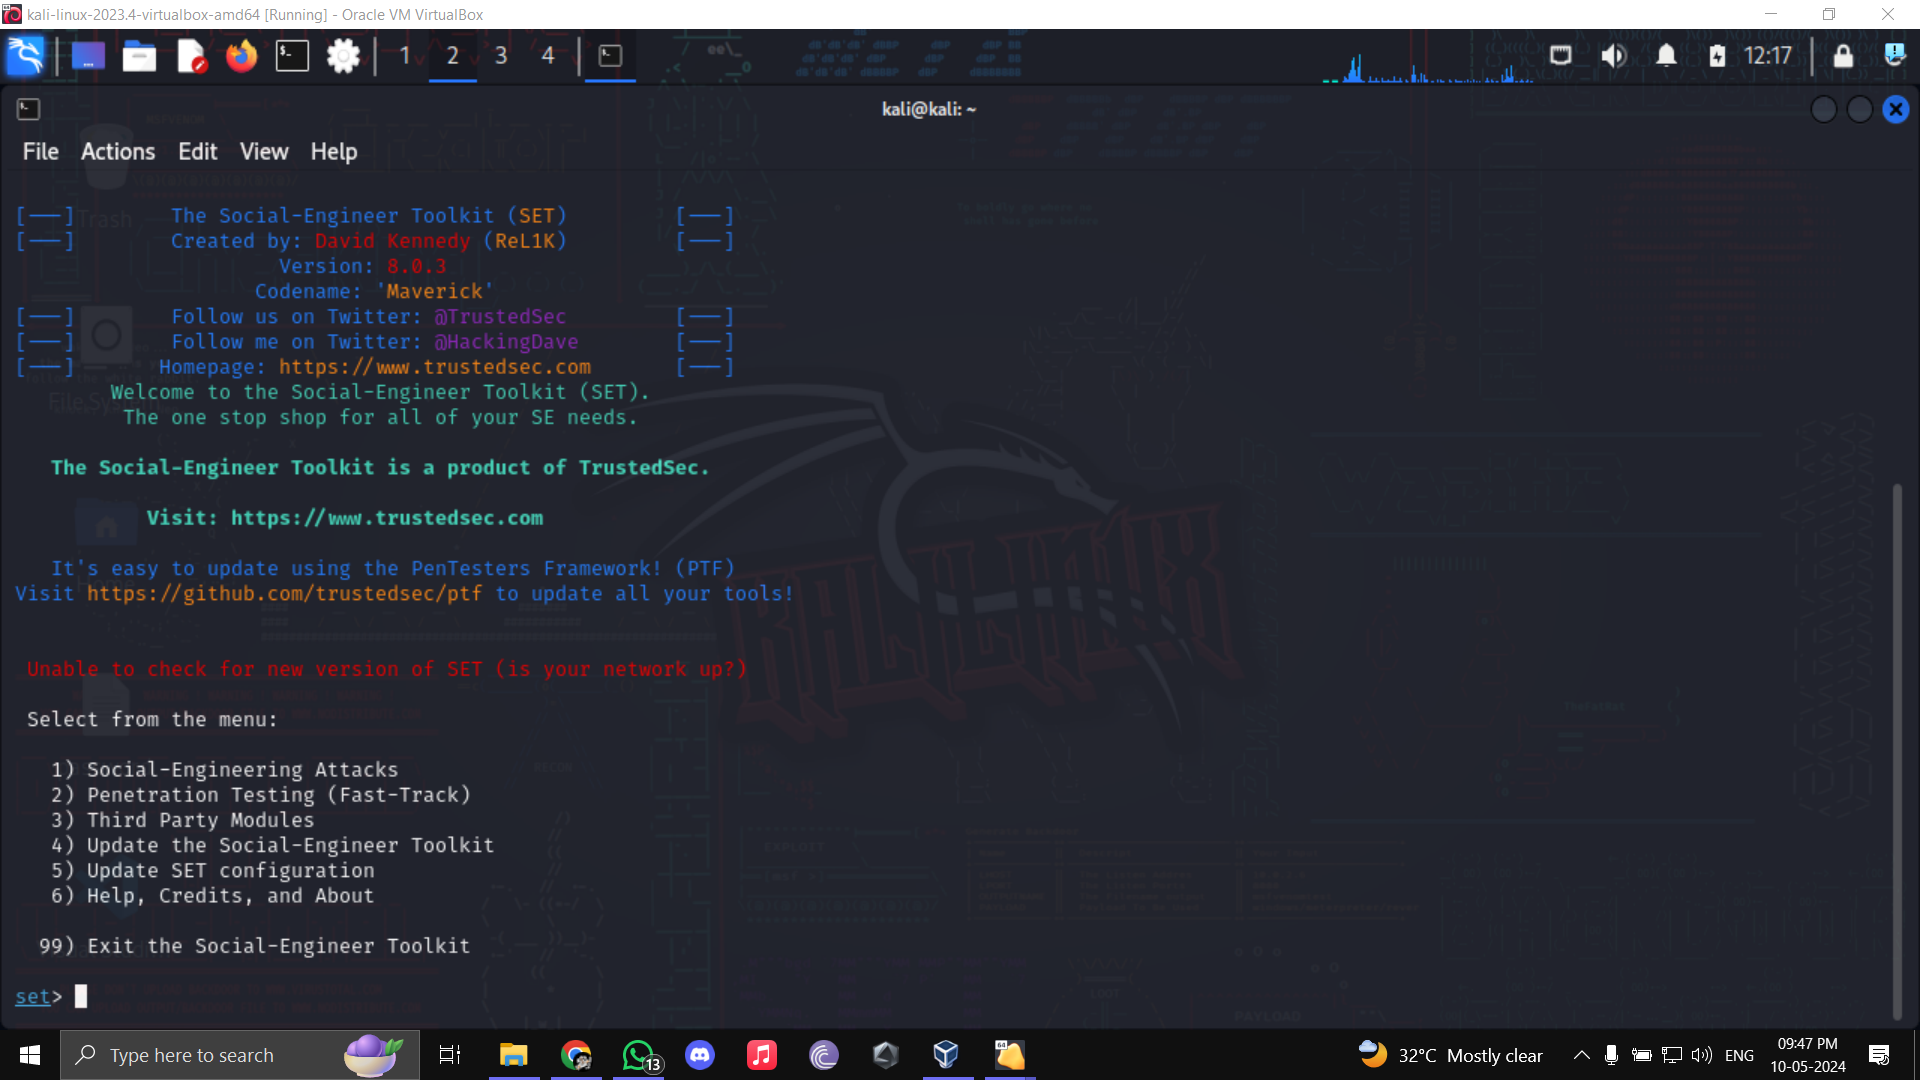 kali-linux-2023.4-virtualbox-amd64 [Running] - Oracle VM VirtualBox
1 2 3 4 12:17
kali@kali: ~
File Actions Edit View Help
[---] The Social-Engineer Toolkit (SET) [---]
[---] Created by: David Kennedy (ReL1K) [---]
Version: 8.0.3
Codename: 'Maverick'
[---] Follow us on Twitter: @TrustedSec [---]
[---] Follow me on Twitter: @HackingDave [---]
[---] Homepage: https://www.trustedsec.com [---]
Welcome to the Social-Engineer Toolkit (SET).
The one stop shop for all of your SE needs.
The Social-Engineer Toolkit is a product of TrustedSec.
Visit: https://www.trustedsec.com
It's easy to update using the PenTesters Framework! (PTF)
Visit https://github.com/trustedsec/ptf to update all your tools!
Unable to check for new version of SET (is your network up?)
Select from the menu:
1) Social-Engineering Attacks
2) Penetration Testing (Fast-Track)
3) Third Party Modules
4) Update the Social-Engineer Toolkit
5) Update SET configuration
6) Help, Credits, and About
99) Exit the Social-Engineer Toolkit
set>
Trash
File System
Home
KALI LINUX
Type here to search
13
32°C Mostly clear
ENG
09:47 PM
10-05-2024